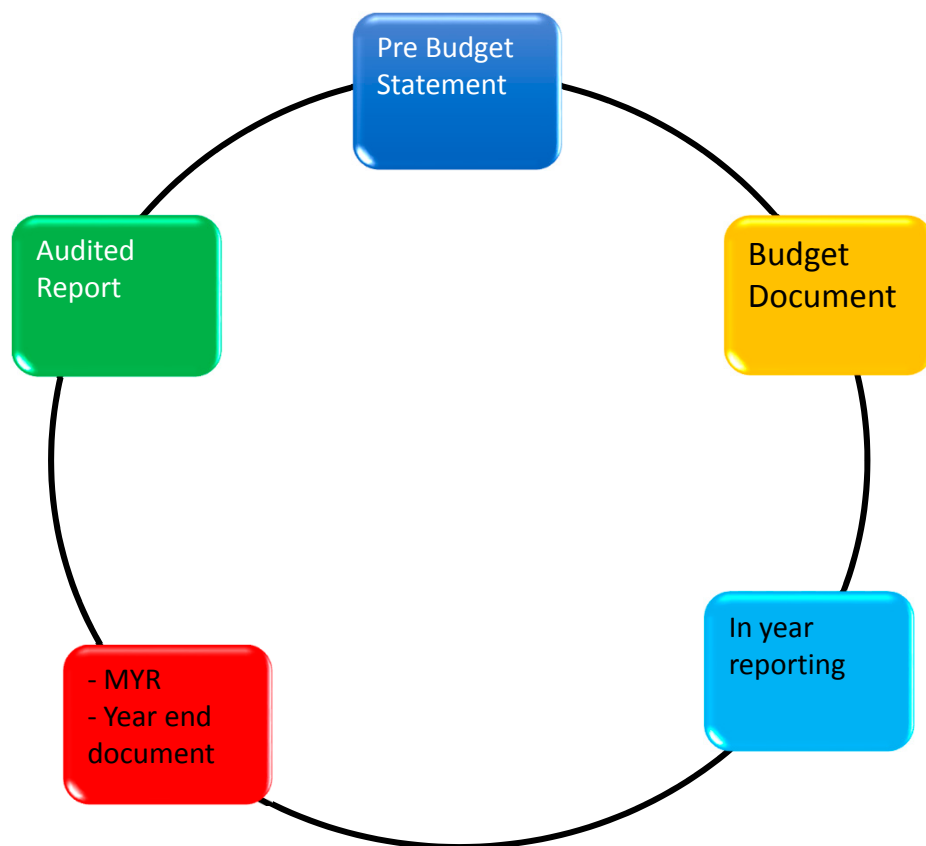 Pre Budget
Statement
Budget
Document
In year
reporting
- MYR
- Year end
document
Audited
Report